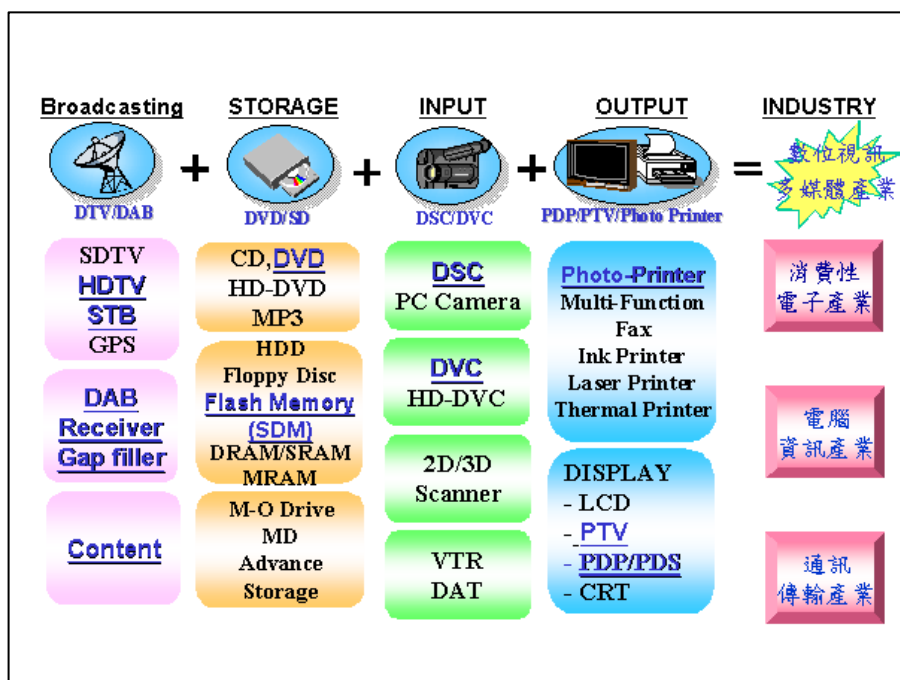 Broadcasting
STORAGE
INPUT
OUTPUT
INDUSTRY
+
+
+
=
DTV/DAB
DVD/SD
DSC/DVC
PDP/PTV/Photo Printer
數位視訊
多媒體產業
SDTV
HDTV
STB
GPS
DAB
Receiver
Gap filler
Content
CD,DVD
HD-DVD
MP3
HDD
Floppy Disc
Flash Memory
(SDM)
DRAM/SRAM
MRAM
M-O Drive
MD
Advance
Storage
DSC
PC Camera
DVC
HD-DVC
2D/3D
Scanner
VTR
DAT
Photo-Printer
Multi-Function
Fax
Ink Printer
Laser Printer
Thermal Printer
DISPLAY
- LCD
- PTV
- PDP/PDS
- CRT
消費性
電子產業
電腦
資訊產業
通訊
傳輸產業